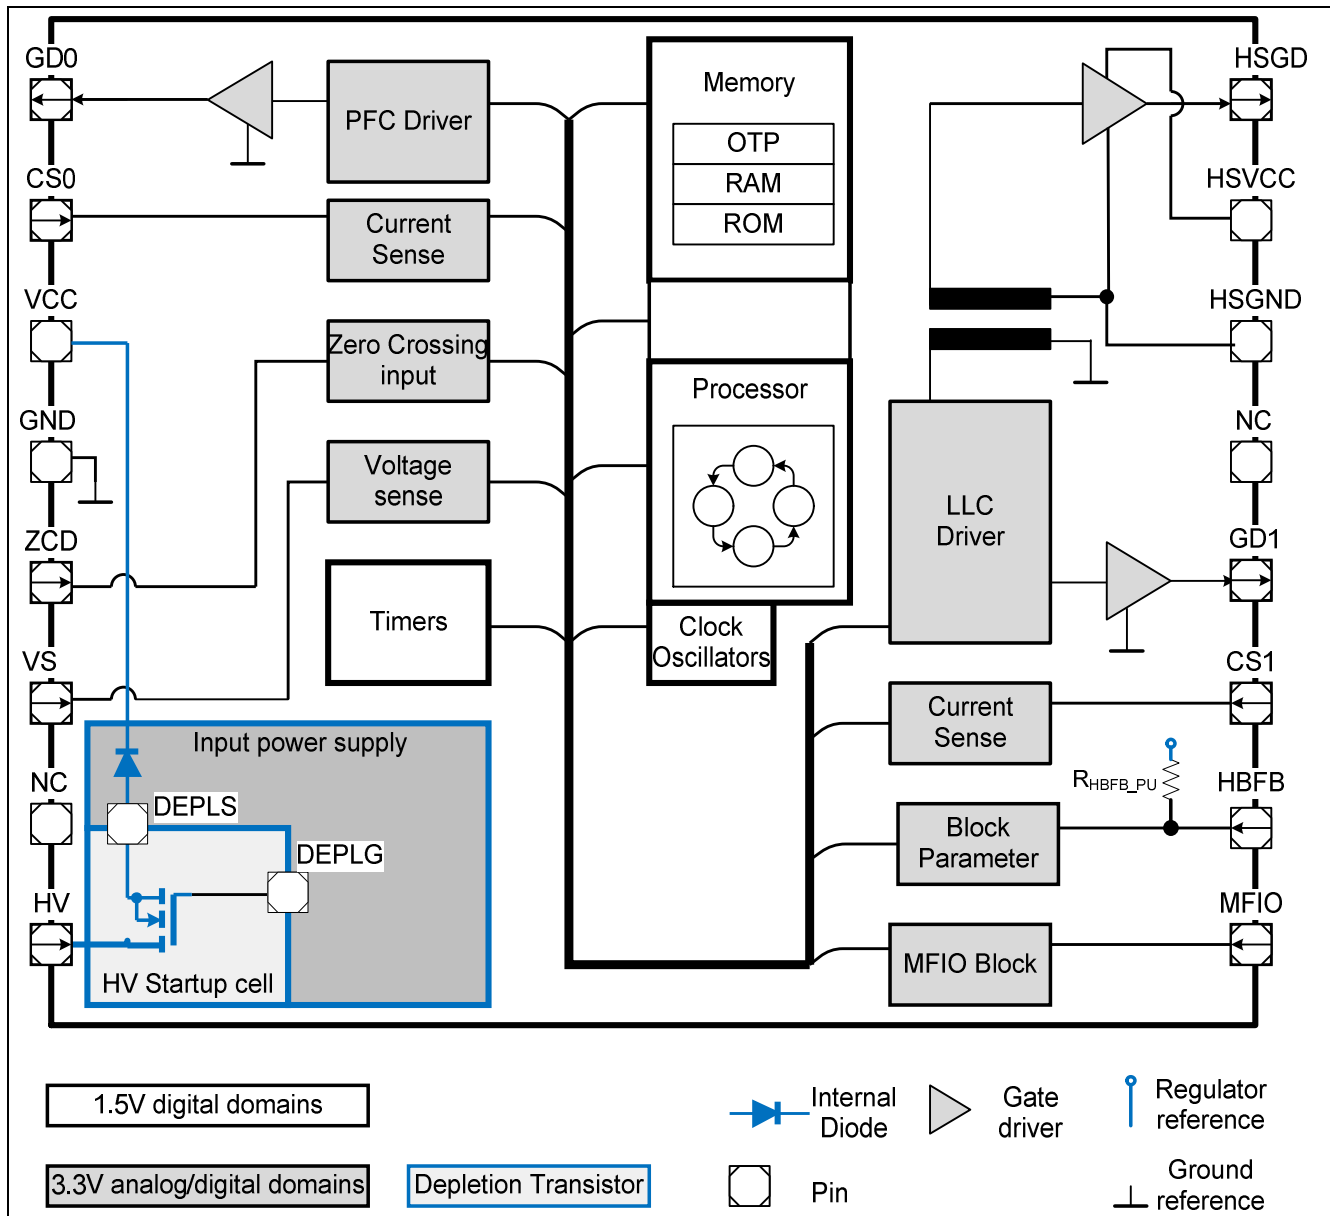 GD0
CS0
VCC
GND
ZCD
VS
NC
HV
PFC Driver
Current
Sense
Zero Crossing
input
Voltage
sense
Timers
Input power supply
DEPLS
DEPLG
HV Startup cell
Memory
OTP
RAM
ROM
Processor
Clock
Oscillators
LLC
Driver
Current
Sense
RHBFB_PU
Block
Parameter
MFIO Block
HSGD
HSVCC
HSGND
NC
GD1
CS1
HBFB
MFIO
1.5V digital domains
3.3V analog/digital domains
Depletion Transistor
Internal
Diode
Pin
Gate
driver
Regulator
reference
Ground
reference